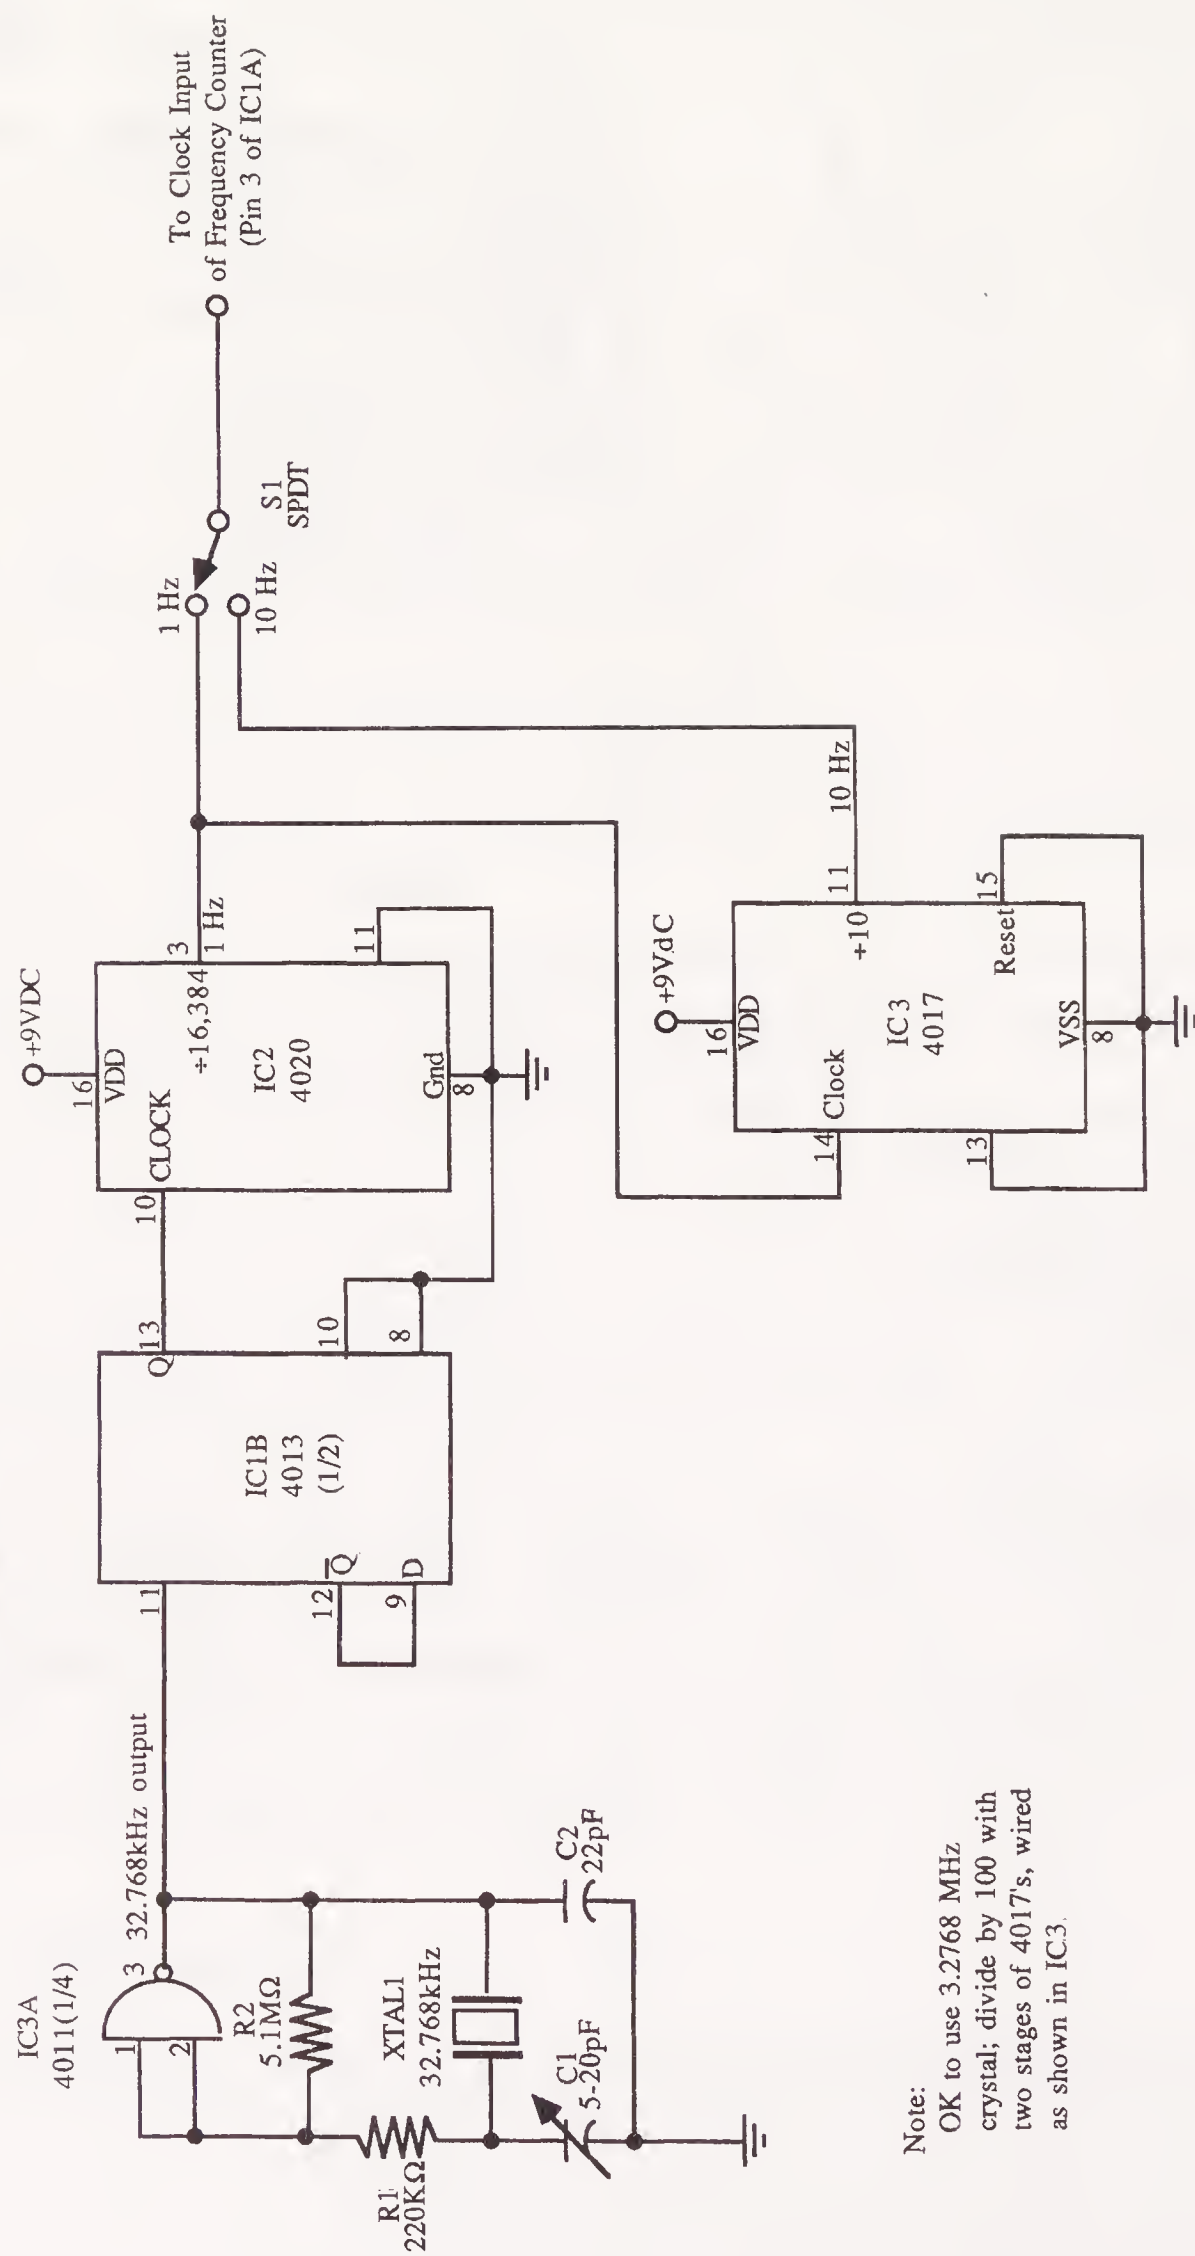 IC3A
4011(1/4)
1
2
3
32.768kHz output
R2
5.1MΩ
XTAL1
32.768kHz
R1
220KΩ
C1
5-20pF
C2
22pF
11
12
9
Q̅
D
IC1B
4013
(1/2)
Q
13
10
8
10
CLOCK
+9VDC
16
VDD
÷16,384
IC2
4020
Gnd
8
3
1 Hz
11
14
Clock
13
+9VdC
16
VDD
IC3
4017
VSS
8
+10
11
10 Hz
Reset
15
1 Hz
10 Hz
S1
SPDT
To Clock Input
of Frequency Counter
(Pin 3 of IC1A)
Note:
OK to use 3.2768 MHz
crystal; divide by 100 with
two stages of 4017's, wired
as shown in IC3.